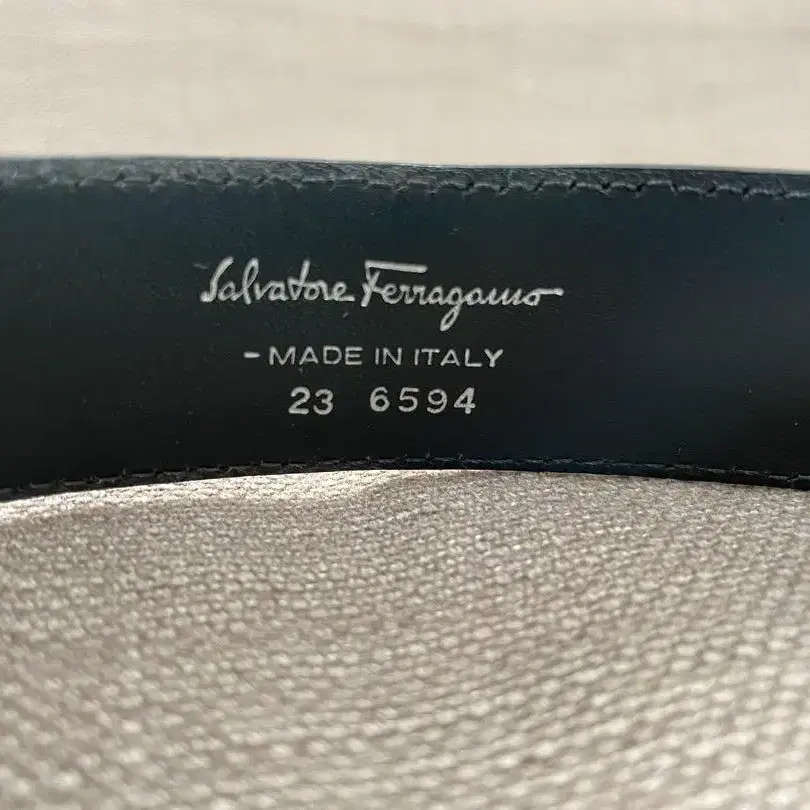 Salvatore Ferragamo
- MADE IN ITALY
23 6594